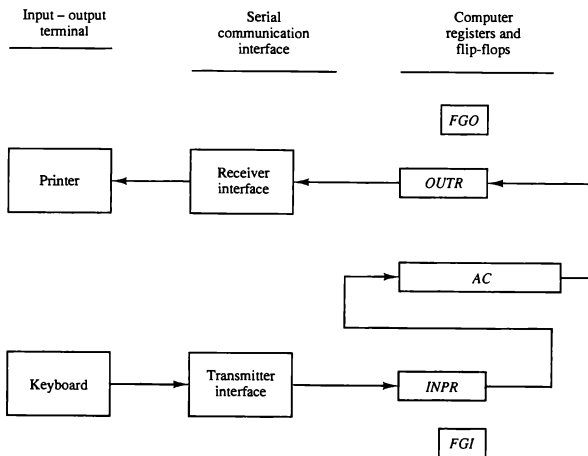 Input – output
terminal
Serial
communication
interface
Computer
registers and
flip-flops
FGO
Printer
Receiver
interface
OUTR
AC
Keyboard
Transmitter
interface
INPR
FGI